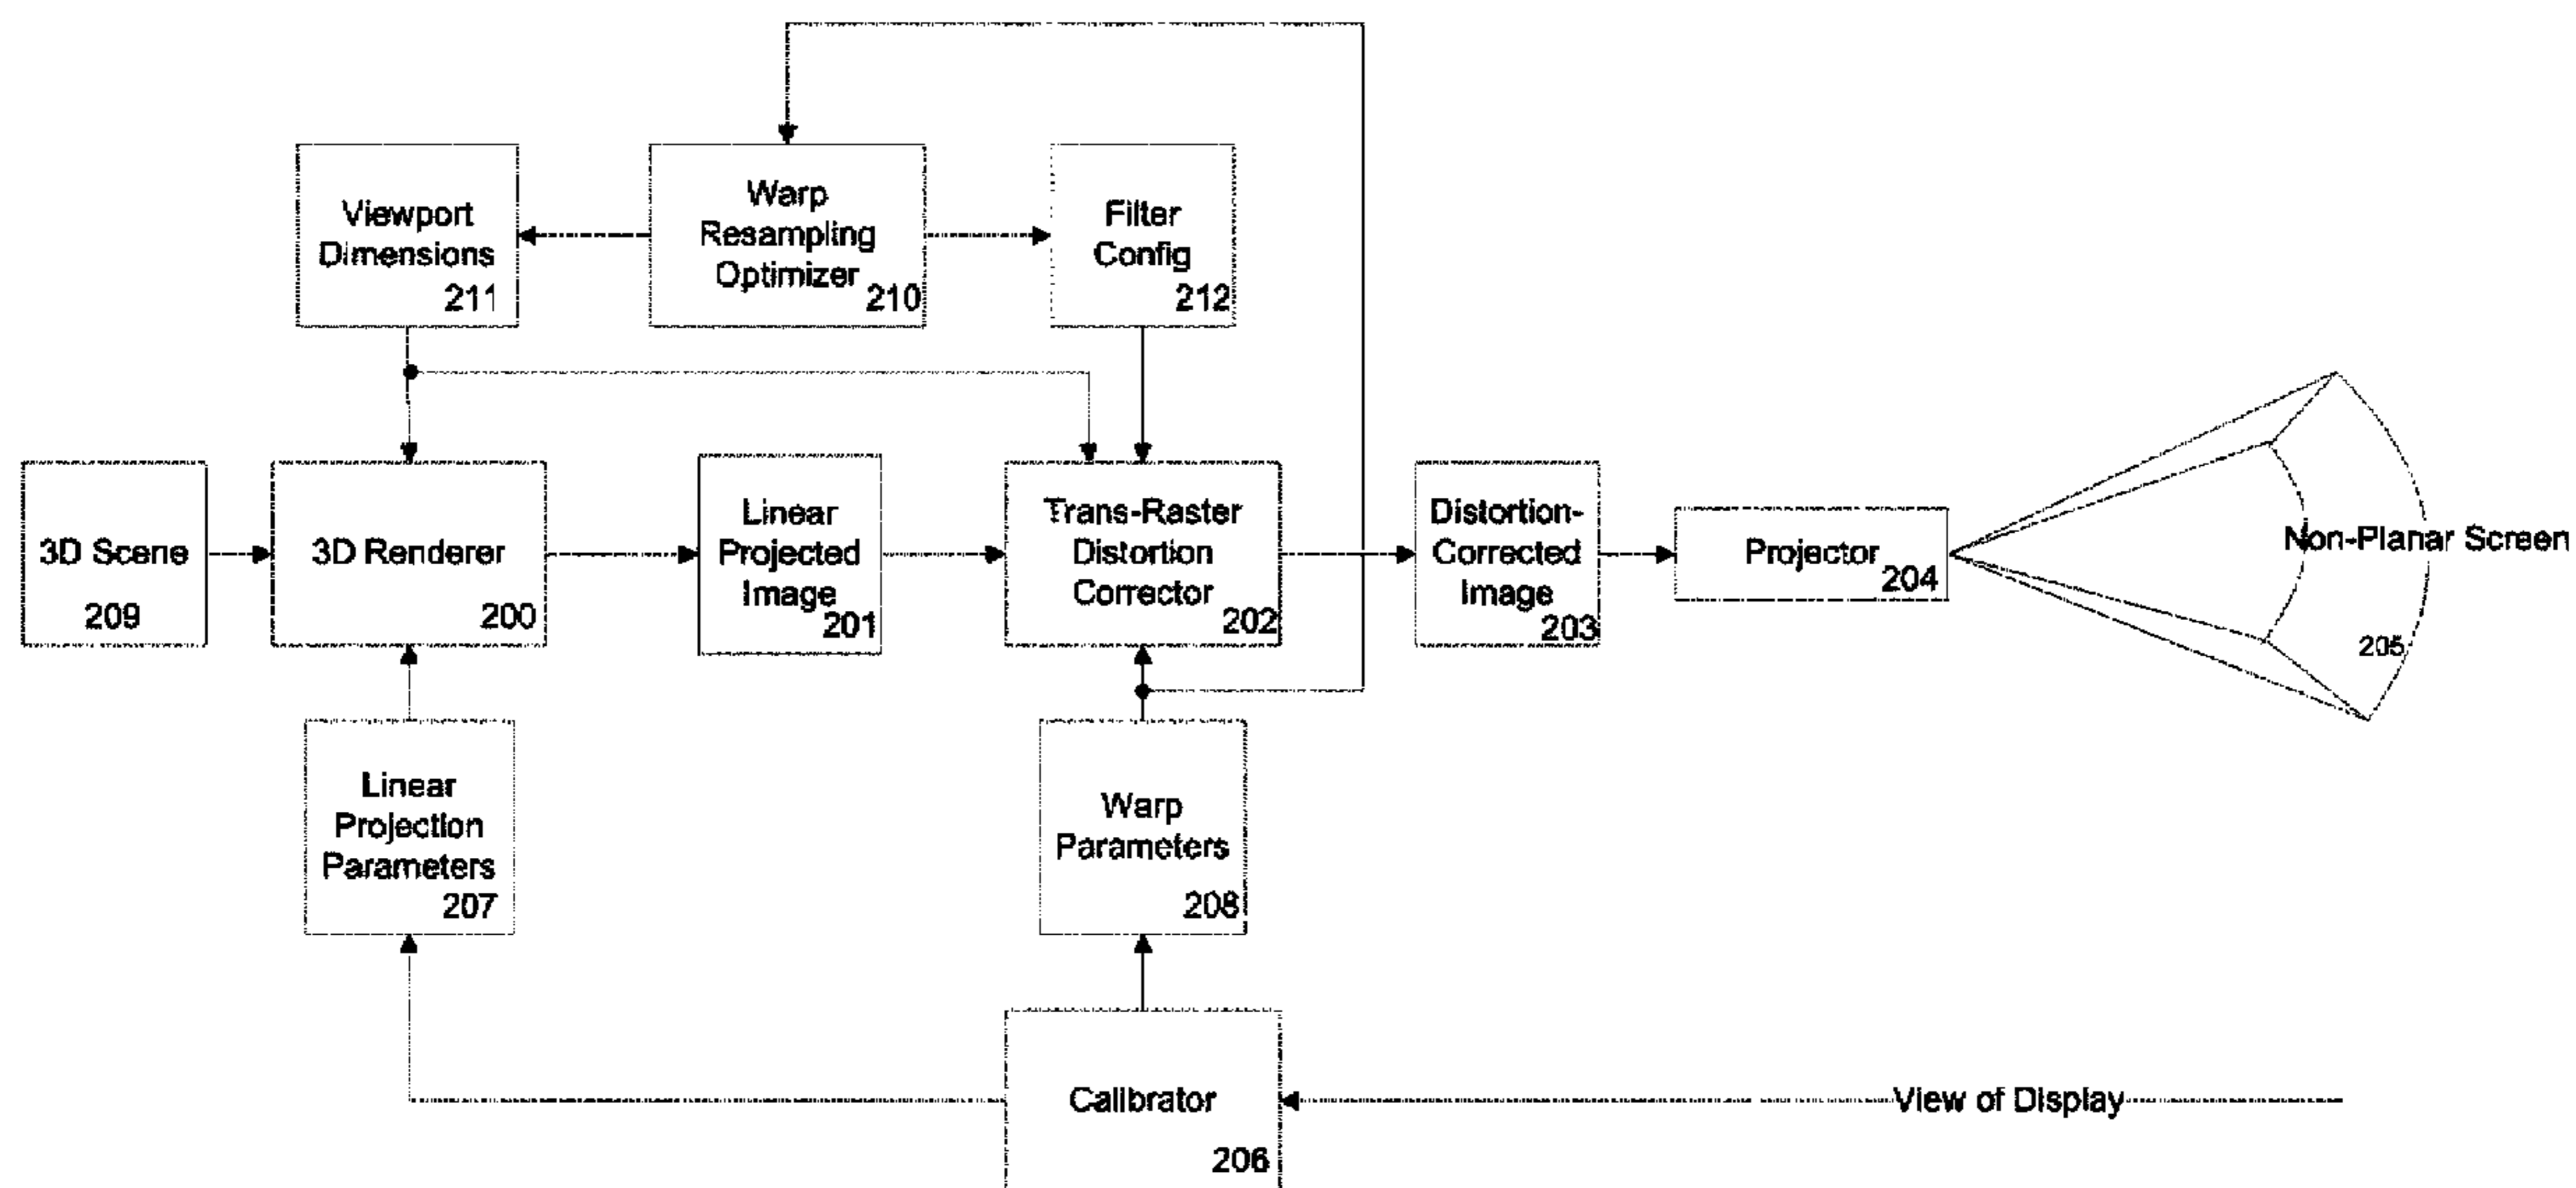 Viewport
Dimensions
211
Warp
Resampling
Optimizer
210
Filter
Config
212
3D Scene
209
3D Renderer
200
Linear
Projected
Image
201
Trans-Raster
Distortion
Corrector
202
Distortion-
Corrected
Image
203
Projector
204
Non-Planar Screen
205
Linear
Projection
Parameters
207
Warp
Parameters
208
Calibrator
206
View of Display